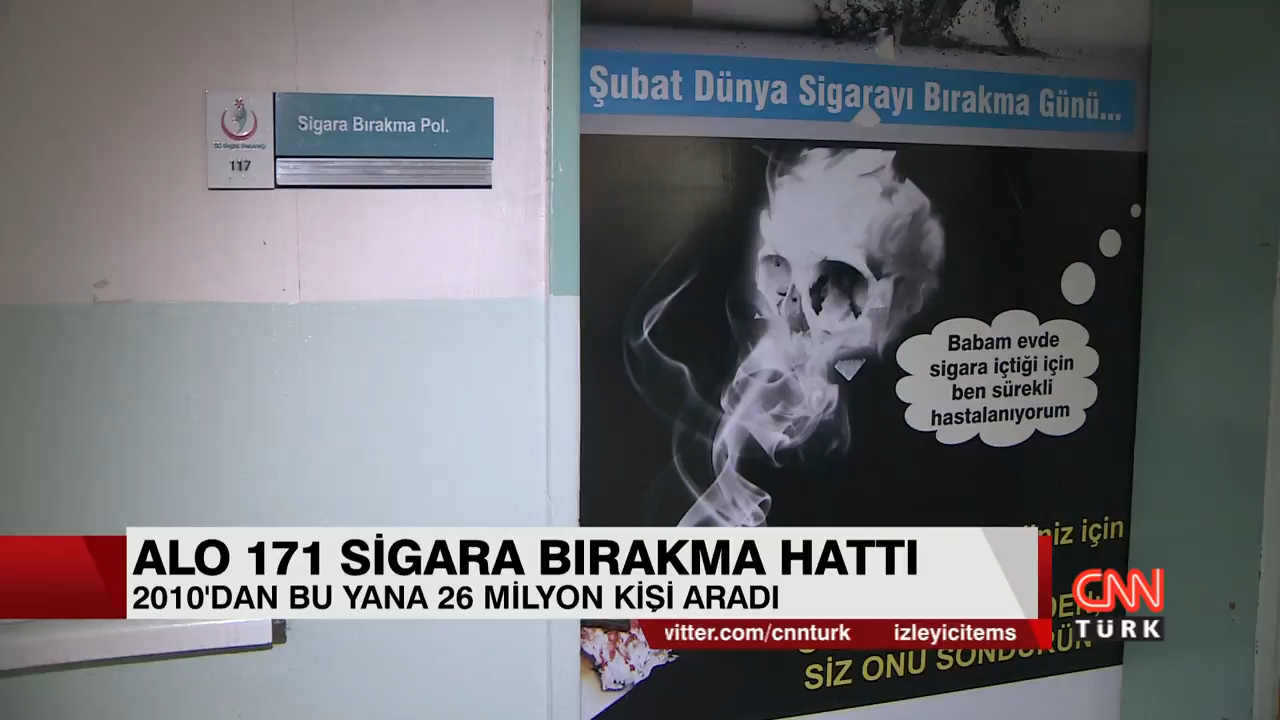 Şubat Dünya Sigarayı Bırakma Günü...
Sigara Bırakma Pol.
117
Babam evde
sigara içtiği için
ben sürekli
hastalanıyorum
için
SİZ ONU SÖNDÜRÜN
ALO 171 SİGARA BIRAKMA HATTI
2010'DAN BU YANA 26 MİLYON KİŞİ ARADI
vitter.com/cnnturk izleyicitems
CNN
TÜRK